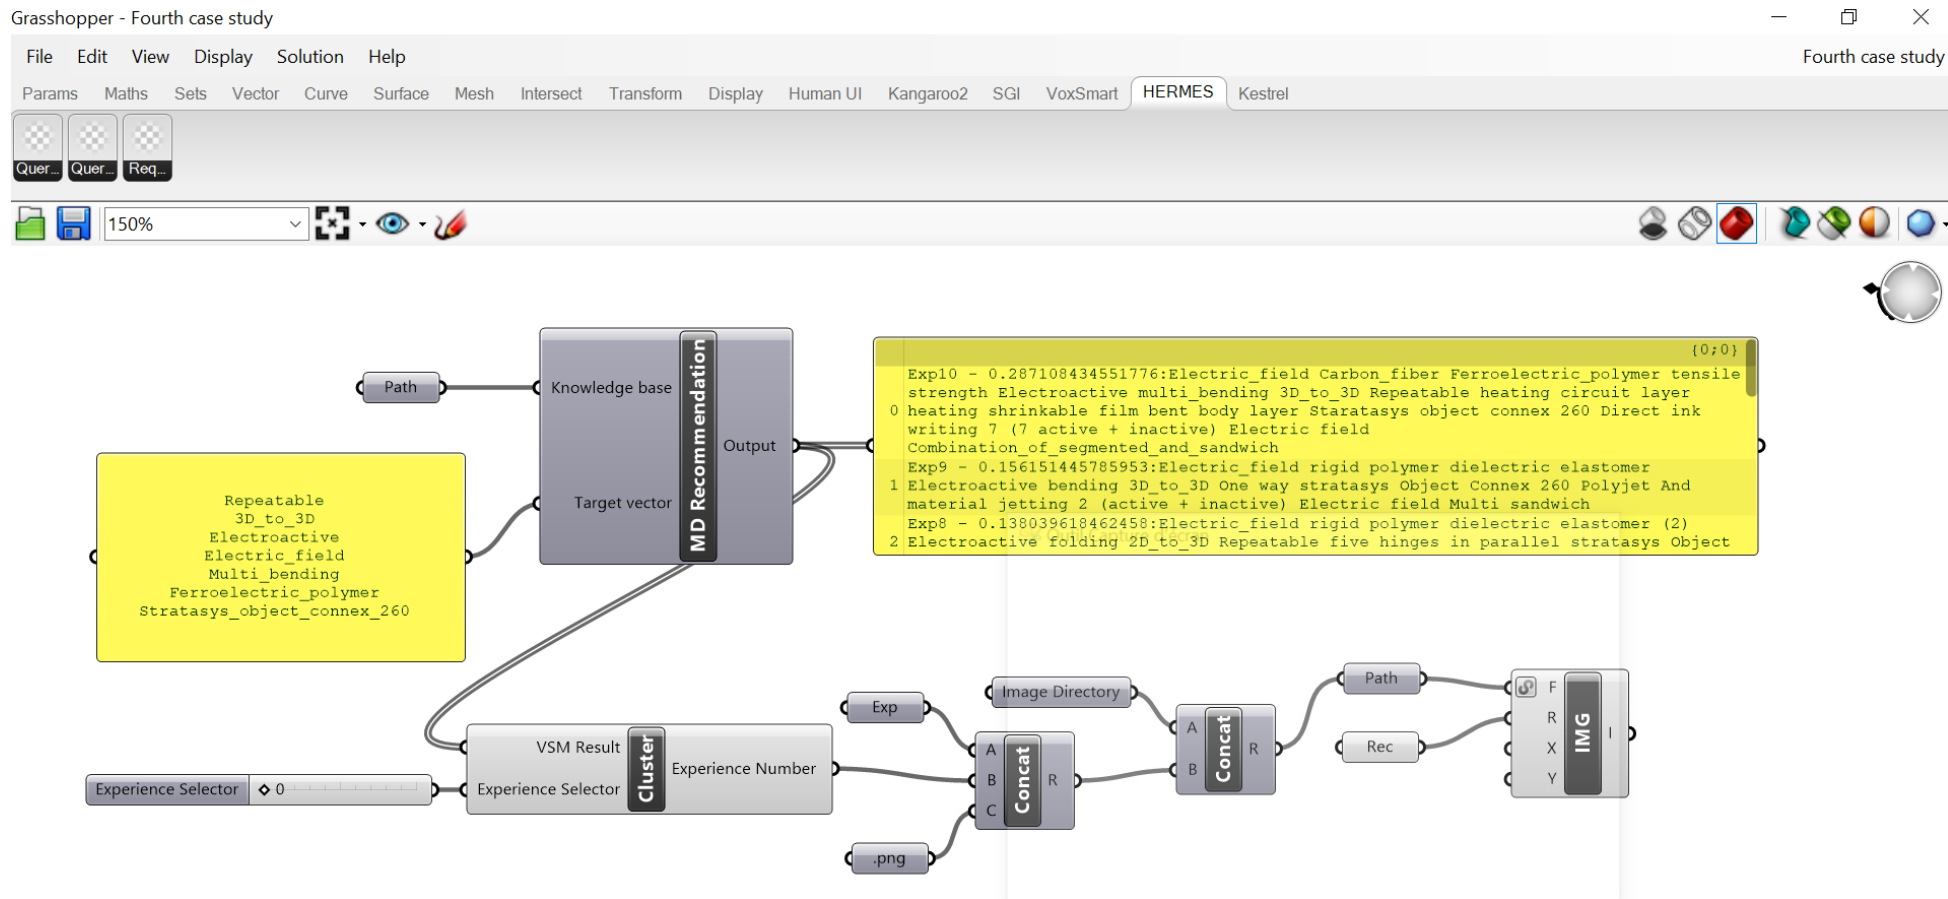 Grasshopper - Fourth case study
File Edit View Display Solution Help
Fourth case study
Params Maths Sets Vector Curve Surface Mesh Intersect Transform Display Human UI Kangaroo2 SGI VoxSmart HERMES Kestrel
Quer... Quer... Req...
150%
Path
Knowledge base
Target vector
MD Recommendation
Output
{0;0}
Exp10 - 0.287108434551776:Electric_field Carbon_fiber Ferroelectric_polymer tensile
strength Electroactive multi_bending 3D_to_3D Repeatable heating circuit layer
0 heating shrinkable film bent body layer Staratasys object connex 260 Direct ink
writing 7 (7 active + inactive) Electric field
Combination_of_segmented_and_sandwich
Exp9 - 0.156151445785953:Electric_field rigid polymer dielectric elastomer
1 Electroactive bending 3D_to_3D One way stratasys Object Connex 260 Polyjet And
material jetting 2 (active + inactive) Electric field Multi sandwich
Exp8 - 0.138039618462458:Electric_field rigid polymer dielectric elastomer (2)
2 Electroactive folding 2D_to_3D Repeatable five hinges in parallel stratasys Object
Repeatable
3D_to_3D
Electroactive
Electric_field
Multi_bending
Ferroelectric_polymer
Stratasys_object_connex_260
Experience Selector 0
VSM Result
Experience Selector
Cluster
Experience Number
Exp
.png
A
B
C
Concat
R
Image Directory
A
B
Concat
R
Path
Rec
F
R
X
Y
IMG
I